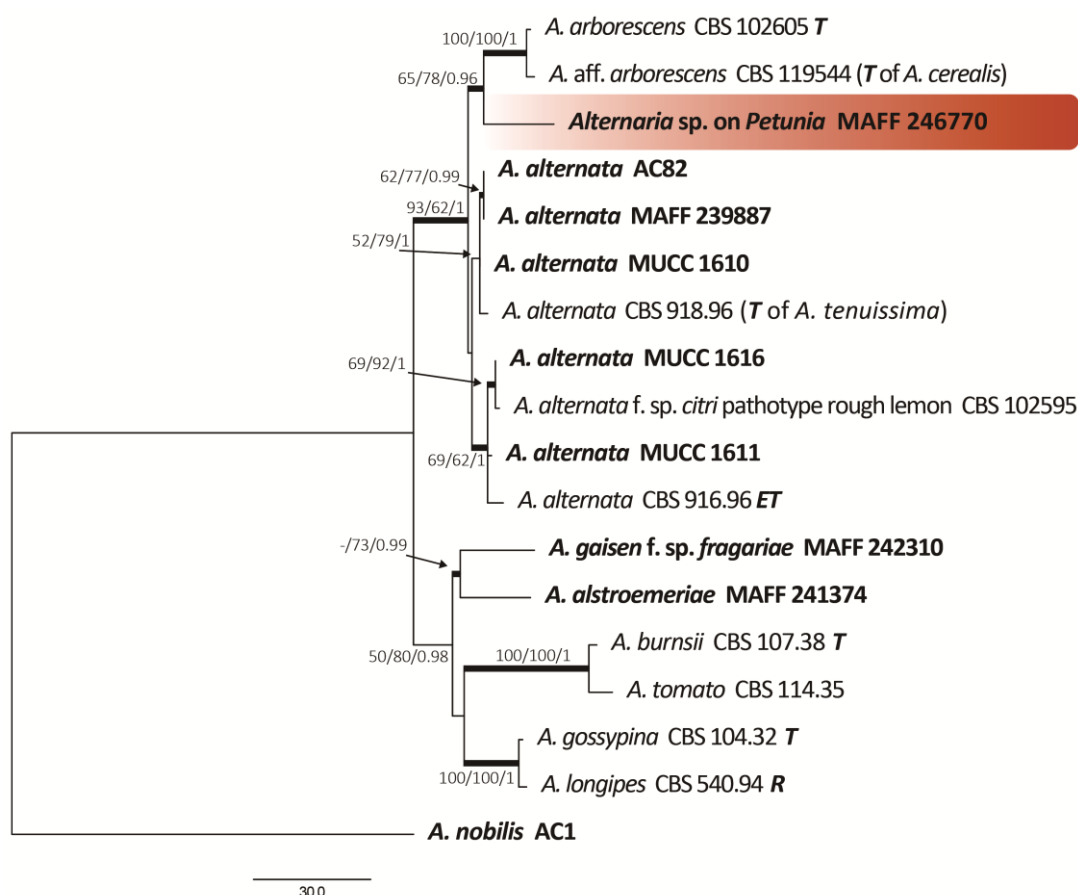 A. arborescens CBS 102605 T
100/100/1
A. aff. arborescens CBS 119544 (T of A. cerealis)
65/78/0.96
Alternaria sp. on Petunia MAFF 246770
A. alternata AC82
62/77/0.99
93/62/1
A. alternata MAFF 239887
52/79/1
A. alternata MUCC 1610
A. alternata CBS 918.96 (T of A. tenuissima)
A. alternata MUCC 1616
69/92/1
A. alternata f. sp. citri pathotype rough lemon CBS 102595
A. alternata MUCC 1611
69/62/1
A. alternata CBS 916.96 ET
-/73/0.99
A. gaisen f. sp. fragariae MAFF 242310
A. alstroemeriae MAFF 241374
A. burnsii CBS 107.38 T
50/80/0.98
100/100/1
A. tomato CBS 114.35
A. gossypina CBS 104.32 T
100/100/1
A. longipes CBS 540.94 R
A. nobilis AC1
30.0